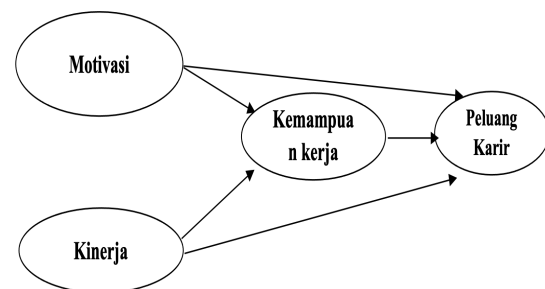 Motivasi
Kemampua
n kerja
Peluang
Karir
Kinerja